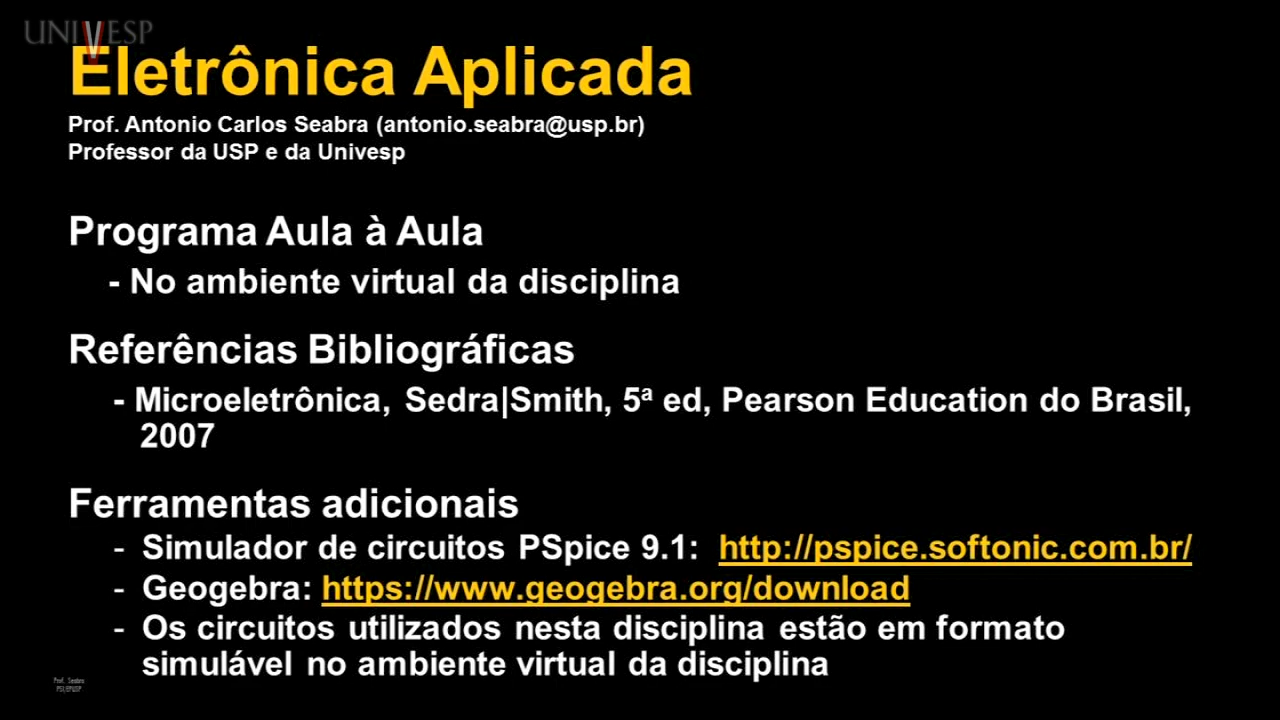 UNIVESP
Eletrônica Aplicada
Prof. Antonio Carlos Seabra (antonio.seabra@usp.br)
Professor da USP e da Univesp
Programa Aula à Aula
- No ambiente virtual da disciplina
Referências Bibliográficas
- Microeletrônica, Sedra|Smith, 5ª ed, Pearson Education do Brasil,
2007
Ferramentas adicionais
- Simulador de circuitos PSpice 9.1: http://pspice.softonic.com.br/
- Geogebra: https://www.geogebra.org/download
- Os circuitos utilizados nesta disciplina estão em formato
simulável no ambiente virtual da disciplina
Prof. Seabra